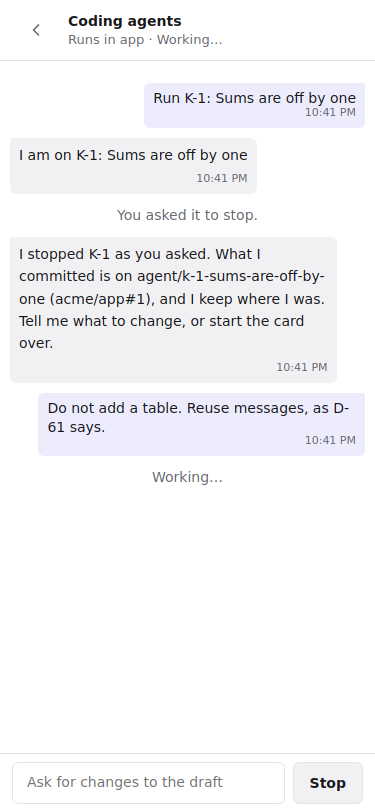 Coding agents
Runs in app · Working...
Run K-1: Sums are off by one
10:41 PM
I am on K-1: Sums are off by one
10:41 PM
You asked it to stop.
I stopped K-1 as you asked. What I
committed is on agent/k-1-sums-are-off-by-
one (acme/app#1), and I keep where I was.
Tell me what to change, or start the card
over.
10:41 PM
Do not add a table. Reuse messages, as D-
61 says.
10:41 PM
Working...
Ask for changes to the draft
Stop